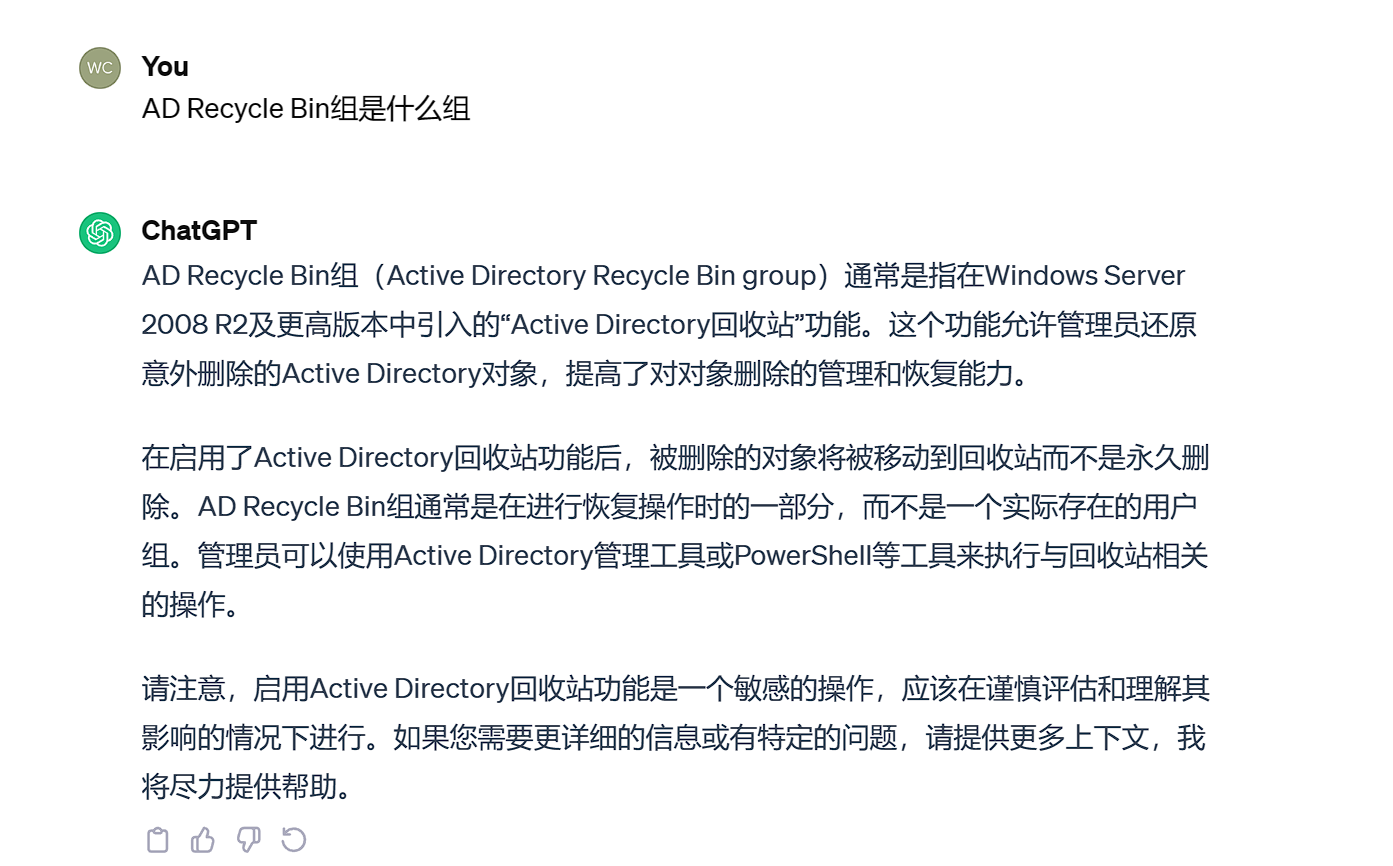 WC
You
AD Recycle Bin组是什么组
ChatGPT
AD Recycle Bin组（Active Directory Recycle Bin group）通常是指在Windows Server
2008 R2及更高版本中引入的“Active Directory回收站”功能。这个功能允许管理员还原
意外删除的Active Directory对象，提高了对对象删除的管理和恢复能力。
在启用了Active Directory回收站功能后，被删除的对象将被移动到回收站而不是永久删
除。AD Recycle Bin组通常是在进行恢复操作时的一部分，而不是一个实际存在的用户
组。管理员可以使用Active Directory管理工具或PowerShell等工具来执行与回收站相关
的操作。
请注意，启用Active Directory回收站功能是一个敏感的操作，应该在谨慎评估和理解其
影响的情况下进行。如果您需要更详细的信息或有特定的问题，请提供更多上下文，我
将尽力提供帮助。